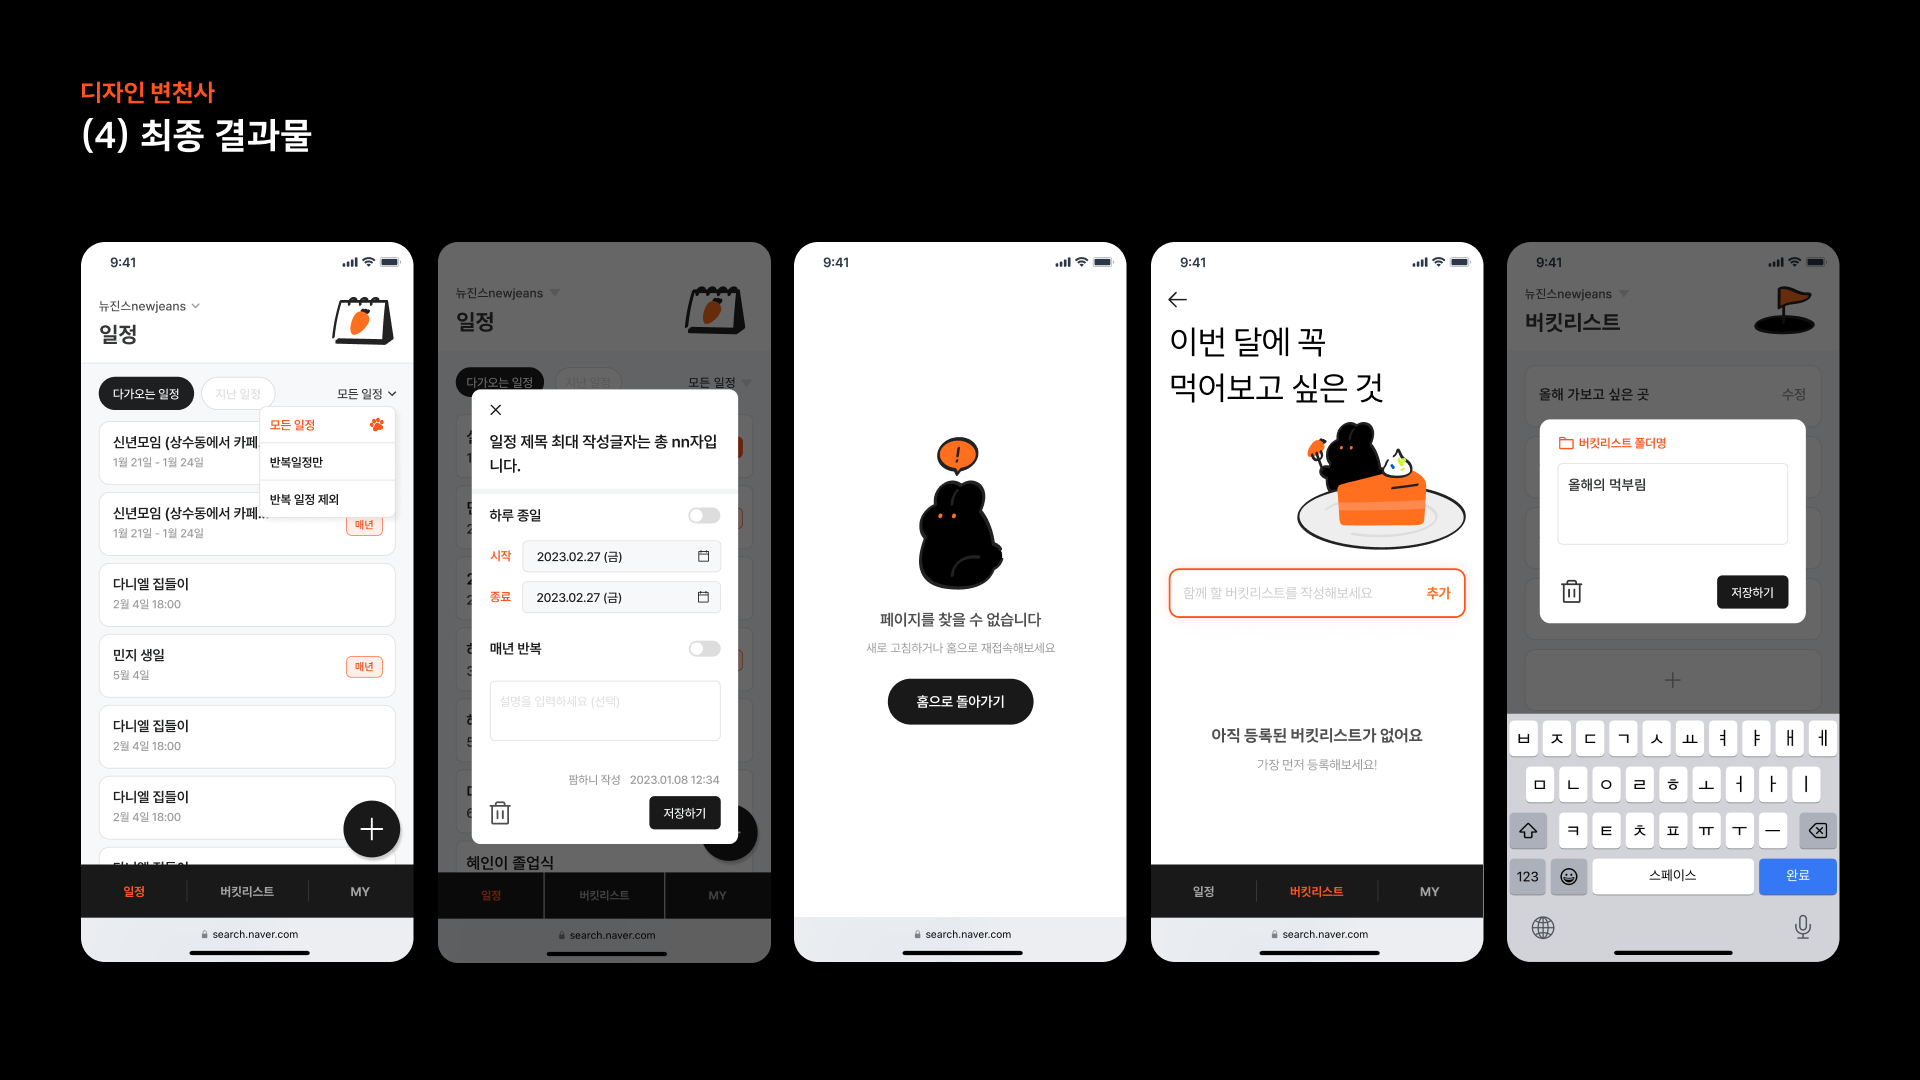 디자인 변천사
(4) 최종 결과물
9:41
뉴진스newjeans
일정
다가오는 일정
지난 일정
모든 일정
모든 일정
반복일정만
반복 일정 제외
신년모임 (상수동에서 카페...
1월 21일 - 1월 24일
신년모임 (상수동에서 카페...
1월 21일 - 1월 24일
매년
다니엘 집들이
2월 4일 18:00
민지 생일
5월 4일
매년
다니엘 집들이
2월 4일 18:00
다니엘 집들이
2월 4일 18:00
다니엘 집들이
일정
버킷리스트
MY
search.naver.com
뉴진스newjeans
일정
다가오는 일정
지난 일정
모든 일정
일정 제목 최대 작성글자는 총 nn자입
니다.
하루 종일
시작
2023.02.27 (금)
종료
2023.02.27 (금)
매년 반복
설명을 입력하세요 (선택)
팜하니 작성 2023.01.08 12:34
저장하기
혜인이 졸업식
일정
버킷리스트
MY
search.naver.com
9:41
!
페이지를 찾을 수 없습니다
새로 고침하거나 홈으로 재접속해보세요
홈으로 돌아가기
search.naver.com
9:41
이번 달에 꼭
먹어보고 싶은 것
함께 할 버킷리스트를 작성해보세요
추가
아직 등록된 버킷리스트가 없어요
가장 먼저 등록해보세요!
일정
버킷리스트
MY
search.naver.com
9:41
뉴진스newjeans
버킷리스트
올해 가보고 싶은 곳
수정
버킷리스트 폴더명
올해의 먹부림
저장하기
ㅂ ㅈ ㄷ ㄱ ㅅ ㅛ ㅕ ㅑ ㅐ ㅔ
ㅁ ㄴ ㅇ ㄹ ㅎ ㅗ ㅓ ㅏ ㅣ
ㅋ ㅌ ㅊ ㅍ ㅠ ㅜ ㅡ
123
스페이스
완료